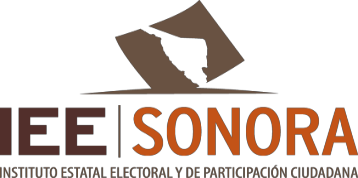 IEE | SONORA
INSTITUTO ESTATAL ELECTORAL Y DE PARTICIPACIÓN CIUDADANA